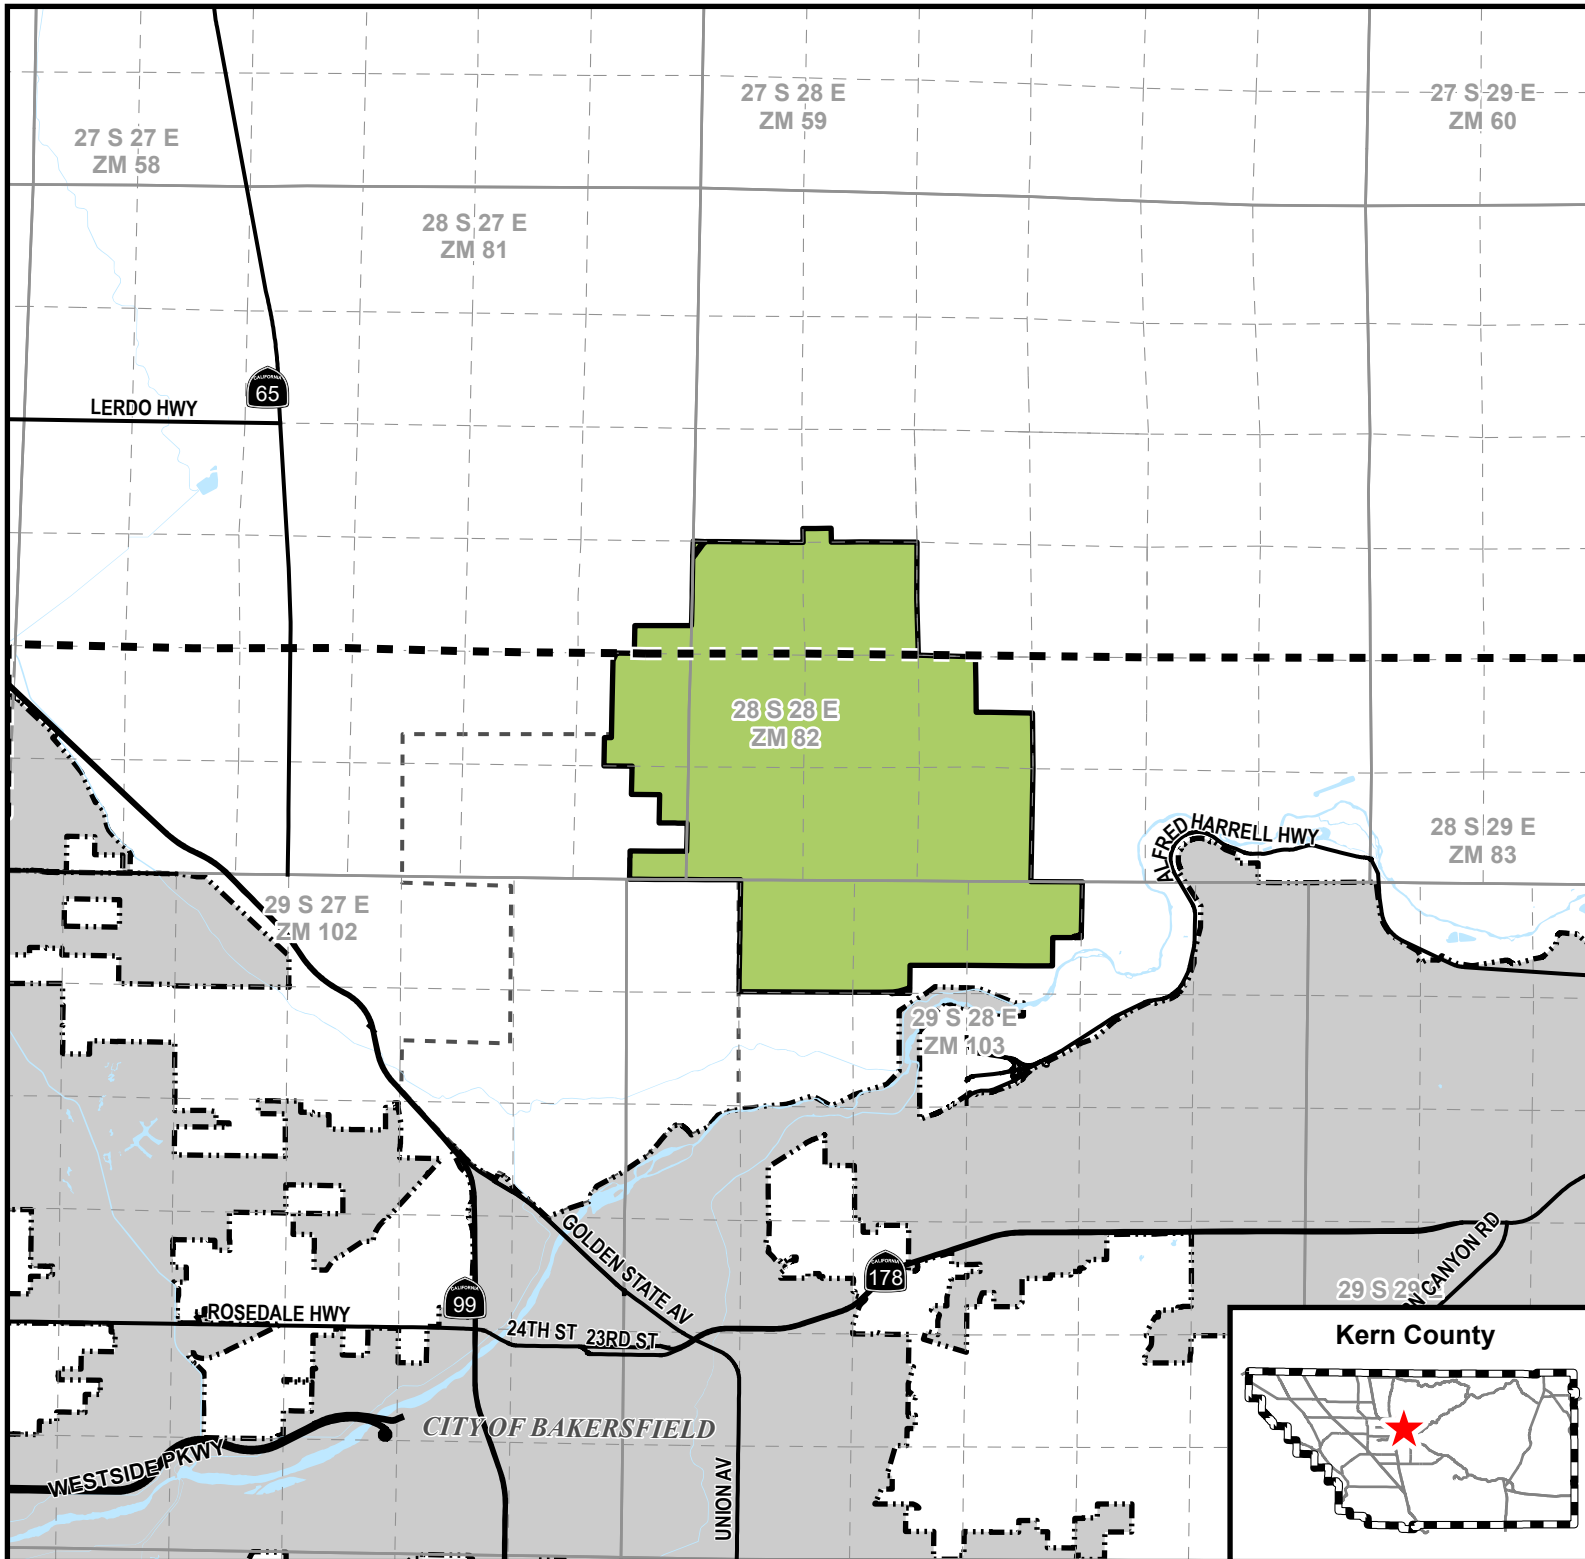 27 S 28 E
ZM 59
27 S 29 E
ZM 60
27 S 27 E
ZM 58
28 S 27 E
ZM 81
CALIFORNIA
65
LERDO HWY
28 S 28 E
ZM 82
ALFRED HARRELL HWY
28 S 29 E
ZM 83
29 S 27 E
ZM 102
29 S 28 E
ZM 103
GOLDEN STATE AV
CALIFORNIA
178
CALIFORNIA
99
ROSEDALE HWY
24TH ST
23RD ST
CANYON RD
29 S 29
CITY OF BAKERSFIELD
WESTSIDE PKWY
UNION AV
Kern County